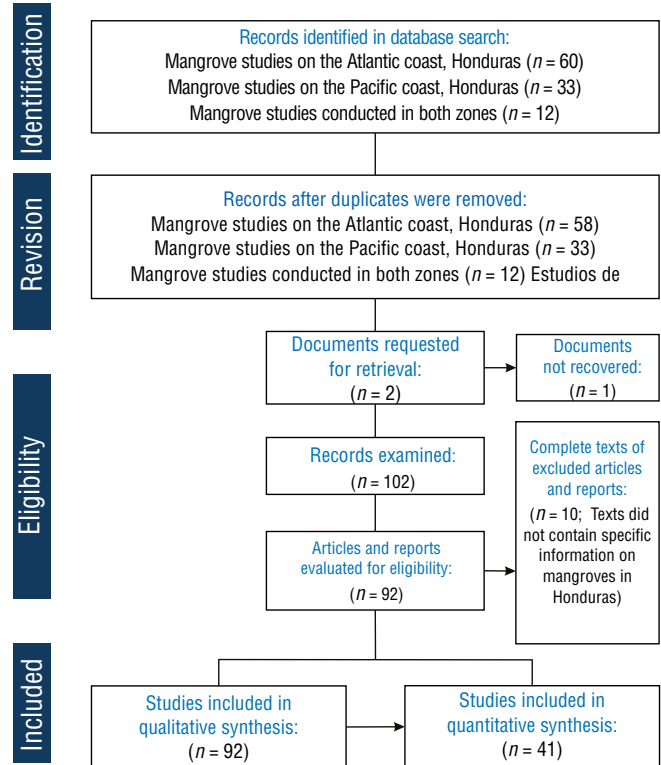 Identification
Records identified in database search:
Mangrove studies on the Atlantic coast, Honduras (n = 60)
Mangrove studies on the Pacific coast, Honduras (n = 33)
Mangrove studies conducted in both zones (n = 12)
Revision
Records after duplicates were removed:
Mangrove studies on the Atlantic coast, Honduras (n = 58)
Mangrove studies on the Pacific coast, Honduras (n = 33)
Mangrove studies conducted in both zones (n = 12) Estudios de
Eligibility
Documents requested
for retrieval:
(n = 2)
Documents
not recovered:
(n = 1)
Records examined:
(n = 102)
Complete texts of
excluded articles
and reports:
(n = 10; Texts did
not contain specific
information on
mangroves in
Honduras)
Articles and reports
evaluated for eligibility:
(n = 92)
Included
Studies included in
qualitative synthesis:
(n = 92)
Studies included in
quantitative synthesis:
(n = 41)